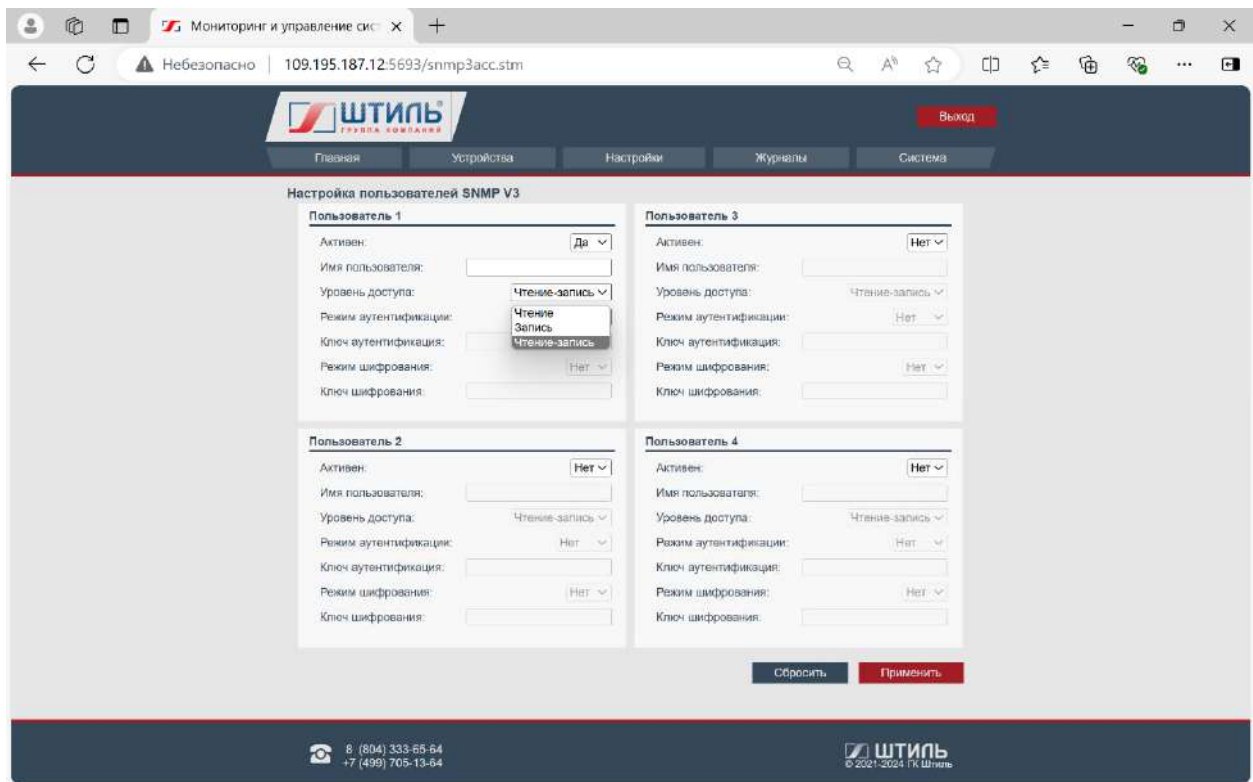 Мониторинг и управление сис
Небезопасно
109.195.187.12:5693/snmp3acc.stm
ШТИЛЬ
ГРУППА КОМПАНИЙ
Выход
Главная
Устройства
Настройки
Журналы
Система
Настройка пользователей SNMP V3
Пользователь 1
Активен: Да
Имя пользователя:
Уровень доступа: Чтение-запись
Чтение
Запись
Чтение-запись
Режим аутентификации:
Ключ аутентификация:
Режим шифрования: Нет
Ключ шифрования:
Пользователь 3
Активен: Нет
Имя пользователя:
Уровень доступа: Чтение-запись
Режим аутентификации: Нет
Ключ аутентификация:
Режим шифрования: Нет
Ключ шифрования:
Пользователь 2
Активен: Нет
Имя пользователя:
Уровень доступа: Чтение-запись
Режим аутентификации: Нет
Ключ аутентификация:
Режим шифрования: Нет
Ключ шифрования:
Пользователь 4
Активен: Нет
Имя пользователя:
Уровень доступа: Чтение-запись
Режим аутентификации: Нет
Ключ аутентификация:
Режим шифрования: Нет
Ключ шифрования:
Сбросить
Применить
8 (804) 333-65-64
+7 (499) 705-13-64
ШТИЛЬ
© 2021-2024 ГК Штиль